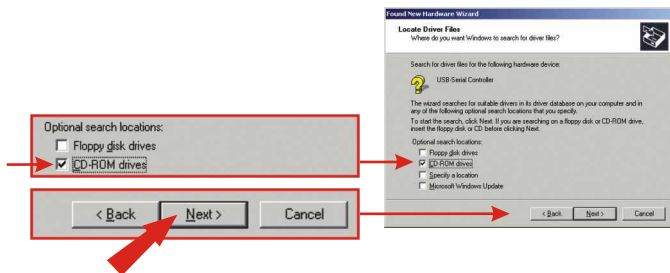 Optional search locations:
Floppy disk drives
CD-ROM drives
< Back Next > Cancel
Found New Hardware Wizard
Locate Driver Files
Where do you want Windows to search for driver files?
Search for driver files for the following hardware device:
USB-Serial Controller
The wizard searches for suitable drivers in its driver database on your computer and in
any of the following optional search locations that you specify.
To start the search, click Next. If you are searching on a floppy disk or CD-ROM drive,
insert the floppy disk or CD before clicking Next.
Optional search locations:
Floppy disk drives
CD-ROM drives
Specify a location
Microsoft Windows Update
< Back Next > Cancel